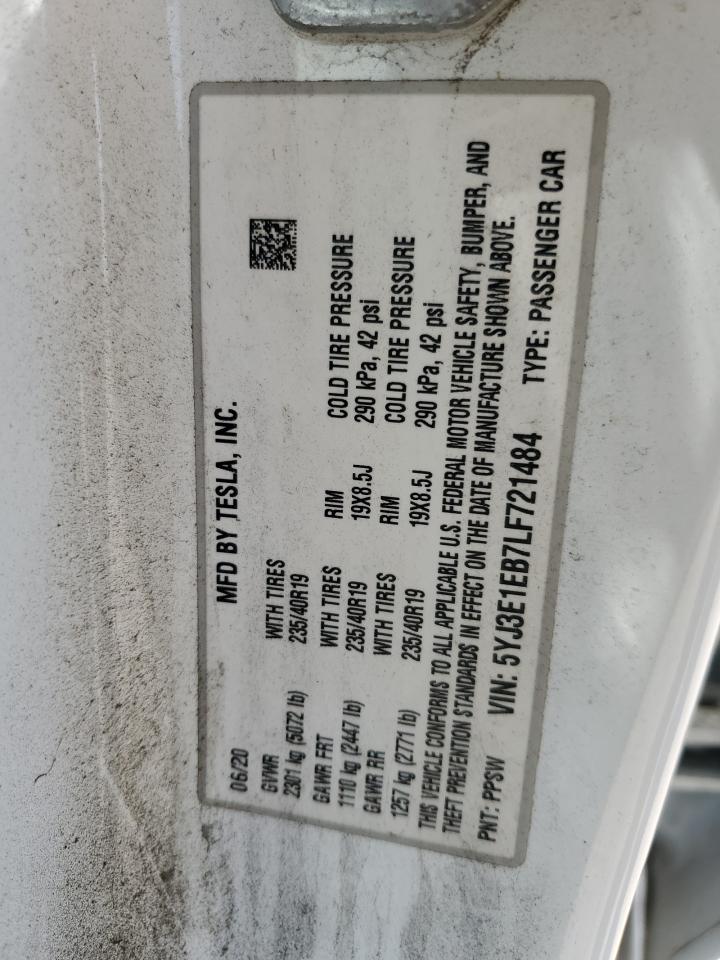 MFD BY TESLA, INC.
06/20
GVWR WITH TIRES
2301 kg (5072 lb) 235/40R19
GAWR FRT WITH TIRES RIM COLD TIRE PRESSURE
1110 kg (2447 lb) 235/40R19 19X8.5J 290 kPa, 42 psi
GAWR RR WITH TIRES RIM COLD TIRE PRESSURE
1257 kg (2771 lb) 235/40R19 19X8.5J 290 kPa, 42 psi
THIS VEHICLE CONFORMS TO ALL APPLICABLE U.S. FEDERAL MOTOR VEHICLE SAFETY, BUMPER, AND
THEFT PREVENTION STANDARDS IN EFFECT ON THE DATE OF MANUFACTURE SHOWN ABOVE.
PNT: PPSW VIN: 5YJ3E1EB7LF721484 TYPE: PASSENGER CAR